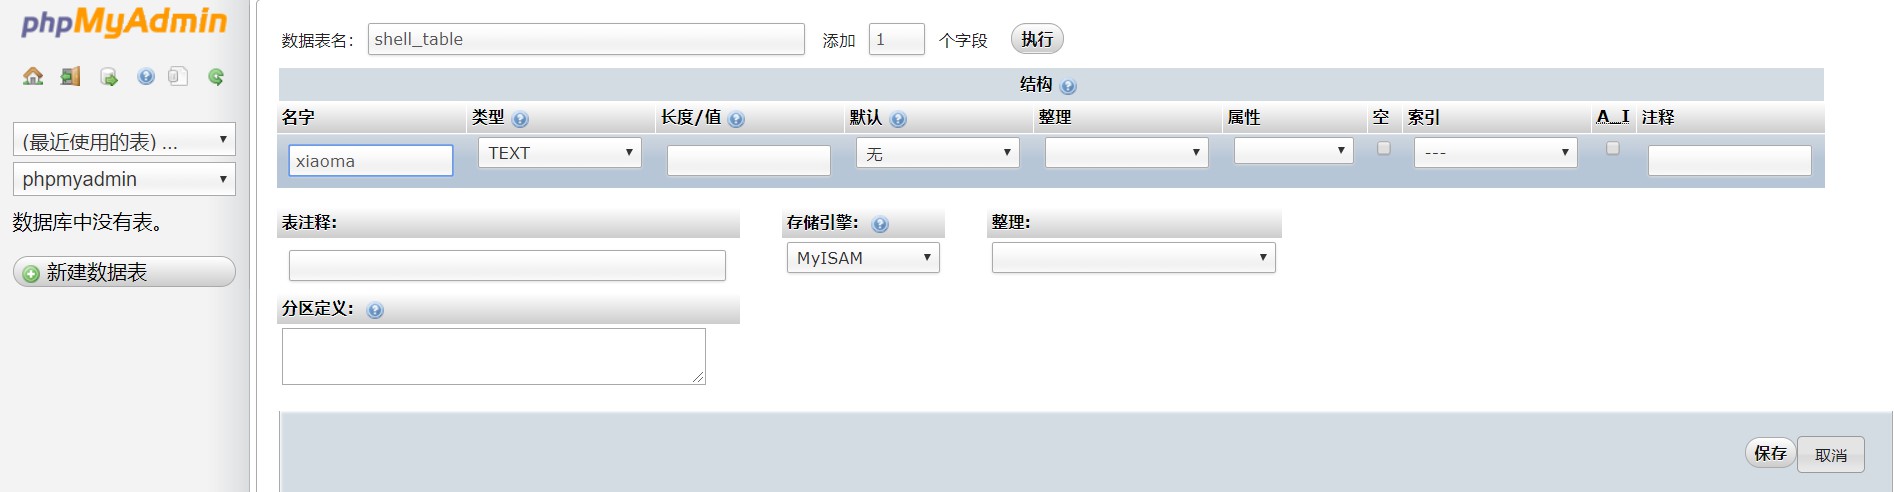 phpMyAdmin
(最近使用的表) ...
phpmyadmin
数据库中没有表。
新建数据表
数据表名: shell_table 添加 1 个字段 执行
结构
名字 类型 长度/值 默认 整理 属性 空 索引 A_I 注释
xiaoma TEXT 无 ---
表注释: 存储引擎: 整理:
MyISAM
分区定义:
保存 取消